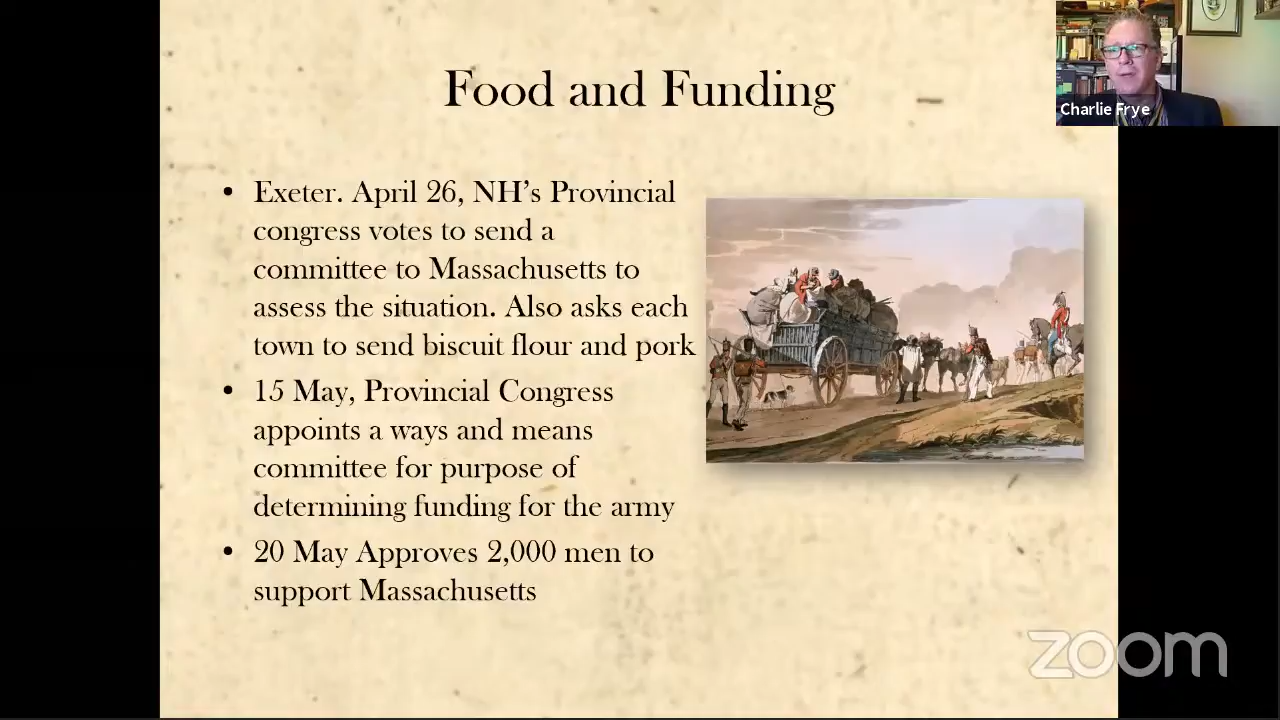 Food and Funding
Charlie Frye
• Exeter. April 26, NH’s Provincial
congress votes to send a
committee to Massachusetts to
assess the situation. Also asks each
town to send biscuit flour and pork
• 15 May, Provincial Congress
appoints a ways and means
committee for purpose of
determining funding for the army
• 20 May Approves 2,000 men to
support Massachusetts
zoom